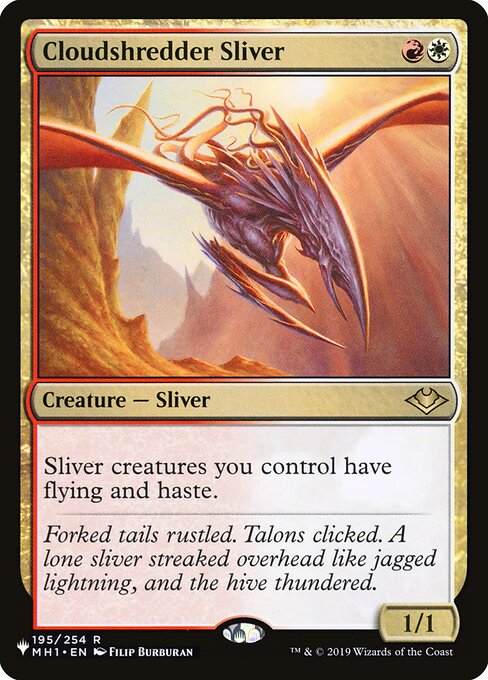 Cloudshredder Sliver
Creature — Sliver
Sliver creatures you control have
flying and haste.
Forked tails rustled. Talons clicked. A
lone sliver streaked overhead like jagged
lightning, and the hive thundered.
1/1
195/254 R
MH1 • EN Filip Burburan
™ & © 2019 Wizards of the Coast